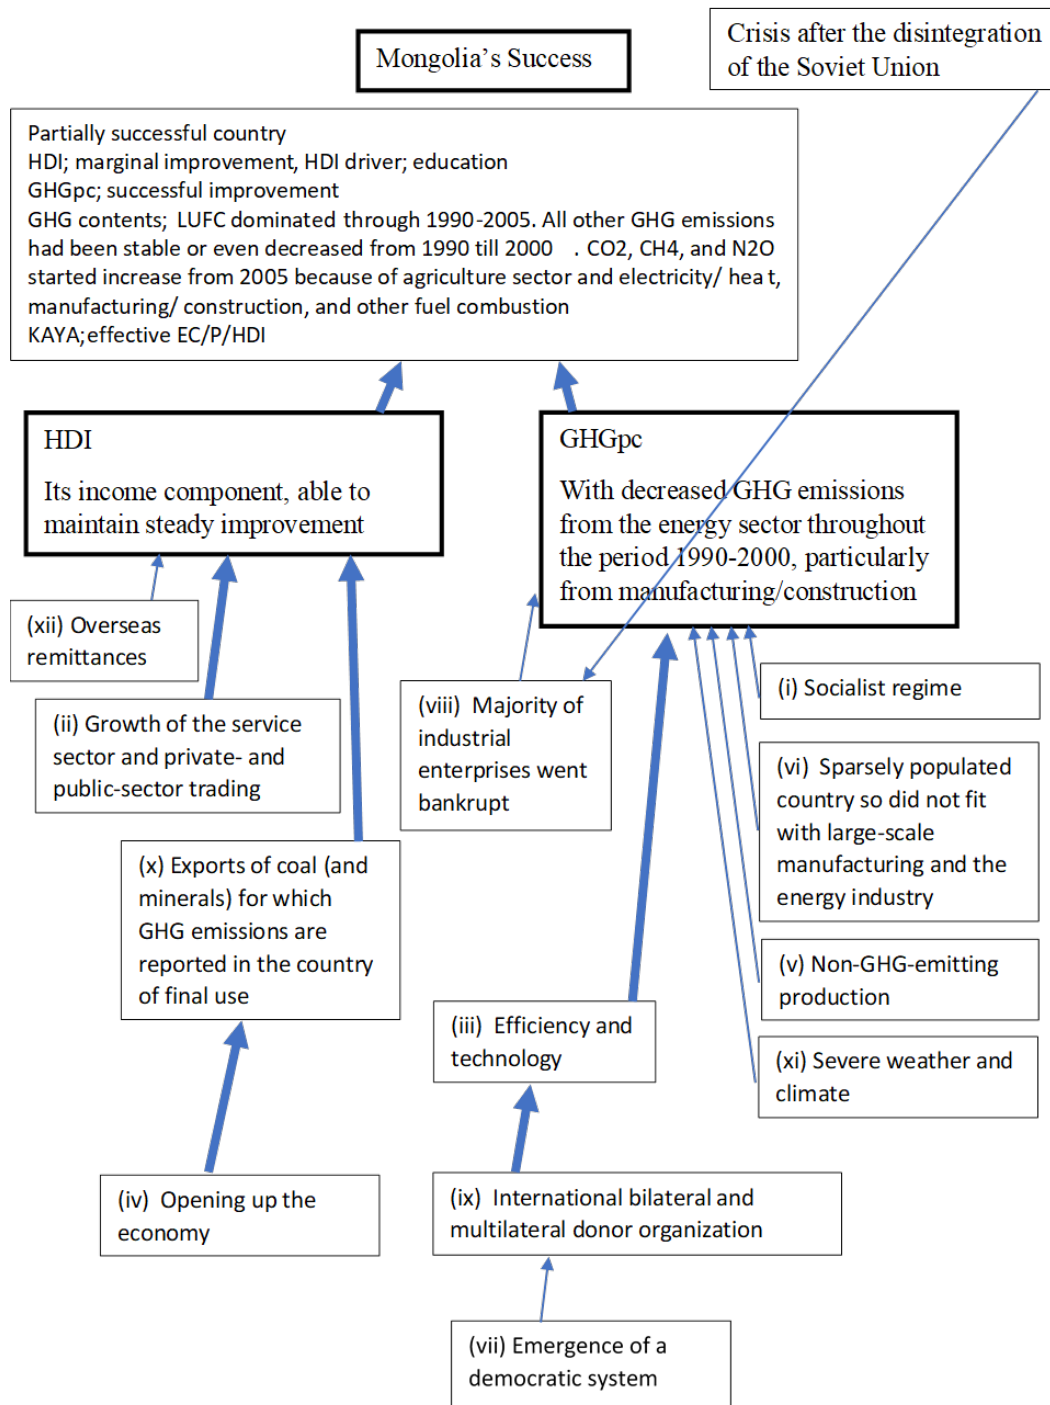 Mongolia's Success
Crisis after the disintegration
of the Soviet Union
Partially successful country
HDI; marginal improvement, HDI driver; education
GHGpc; successful improvement
GHG contents; LUFC dominated through 1990-2005. All other GHG emissions
had been stable or even decreased from 1990 till 2000 . CO2, CH4, and N2O
started increase from 2005 because of agriculture sector and electricity/ heat,
manufacturing/ construction, and other fuel combustion
KAYA; effective EC/P/HDI
HDI
Its income component, able to
maintain steady improvement
GHGpc
With decreased GHG emissions
from the energy sector throughout
the period 1990-2000, particularly
from manufacturing/construction
(xii) Overseas
remittances
(ii) Growth of the service
sector and private- and
public-sector trading
(viii) Majority of
industrial
enterprises went
bankrupt
(i) Socialist regime
(vi) Sparsely populated
country so did not fit
with large-scale
manufacturing and the
energy industry
(x) Exports of coal (and
minerals) for which
GHG emissions are
reported in the country
of final use
(v) Non-GHG-emitting
production
(iii) Efficiency and
technology
(xi) Severe weather and
climate
(iv) Opening up the
economy
(ix) International bilateral and
multilateral donor organization
(vii) Emergence of a
democratic system